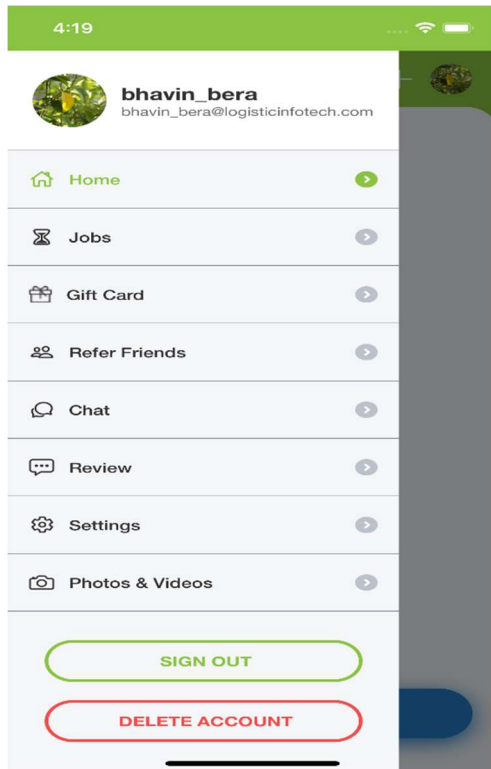 4:19
bhavin_bera
bhavin_bera@logisticinfotech.com
Home
Jobs
Gift Card
Refer Friends
Chat
Review
Settings
Photos & Videos
SIGN OUT
DELETE ACCOUNT